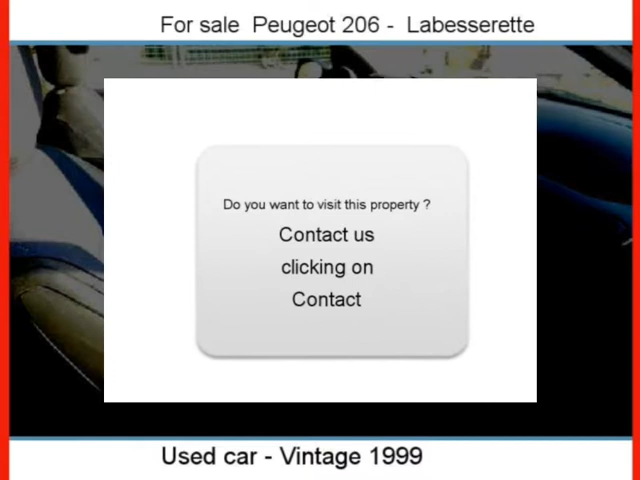 For sale  Peugeot 206 -  Labesserette
Do you want to visit this property ?
Contact us
clicking on
Contact
Used car - Vintage 1999